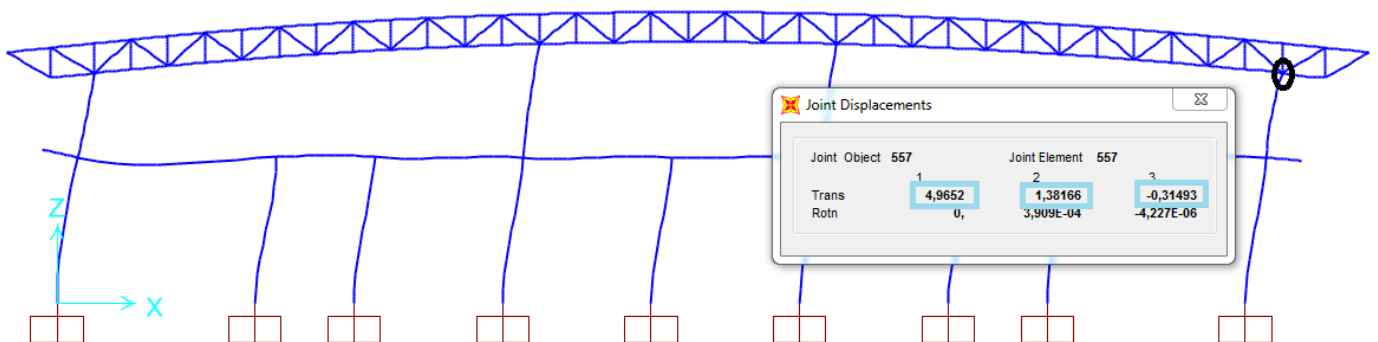 Joint Displacements
Joint Object 557 Joint Element 557
1 2 3
Trans 4,9652 1,38166 -0,31493
Rotn 0, 3,909E-04 -4,227E-06
Z
X